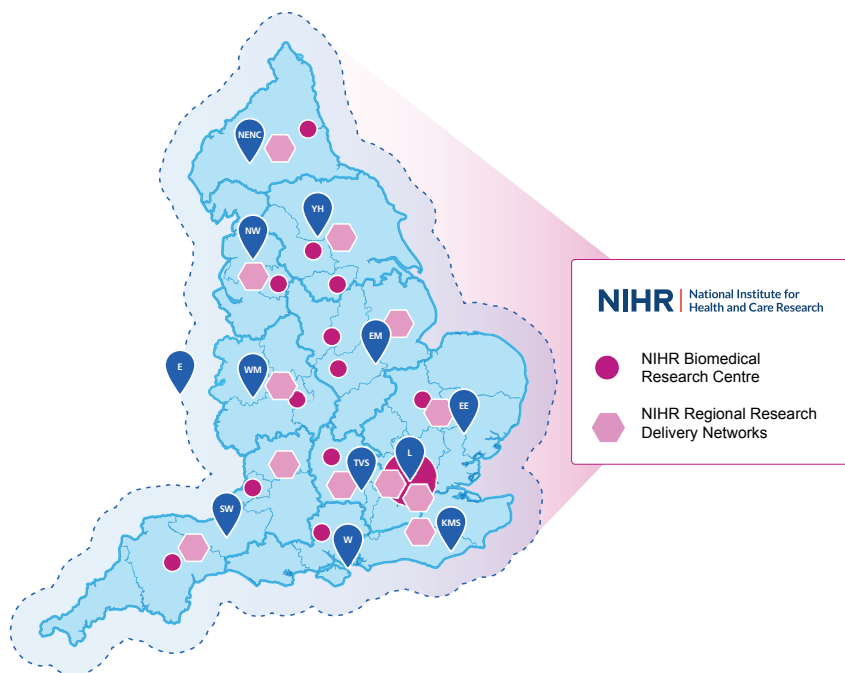 NENC
YH
NW
NIHR | National Institute for
Health and Care Research
NIHR Biomedical
Research Centre
EM
E
WM
EE
NIHR Regional Research
Delivery Networks
L
TVS
SW
KMS
W